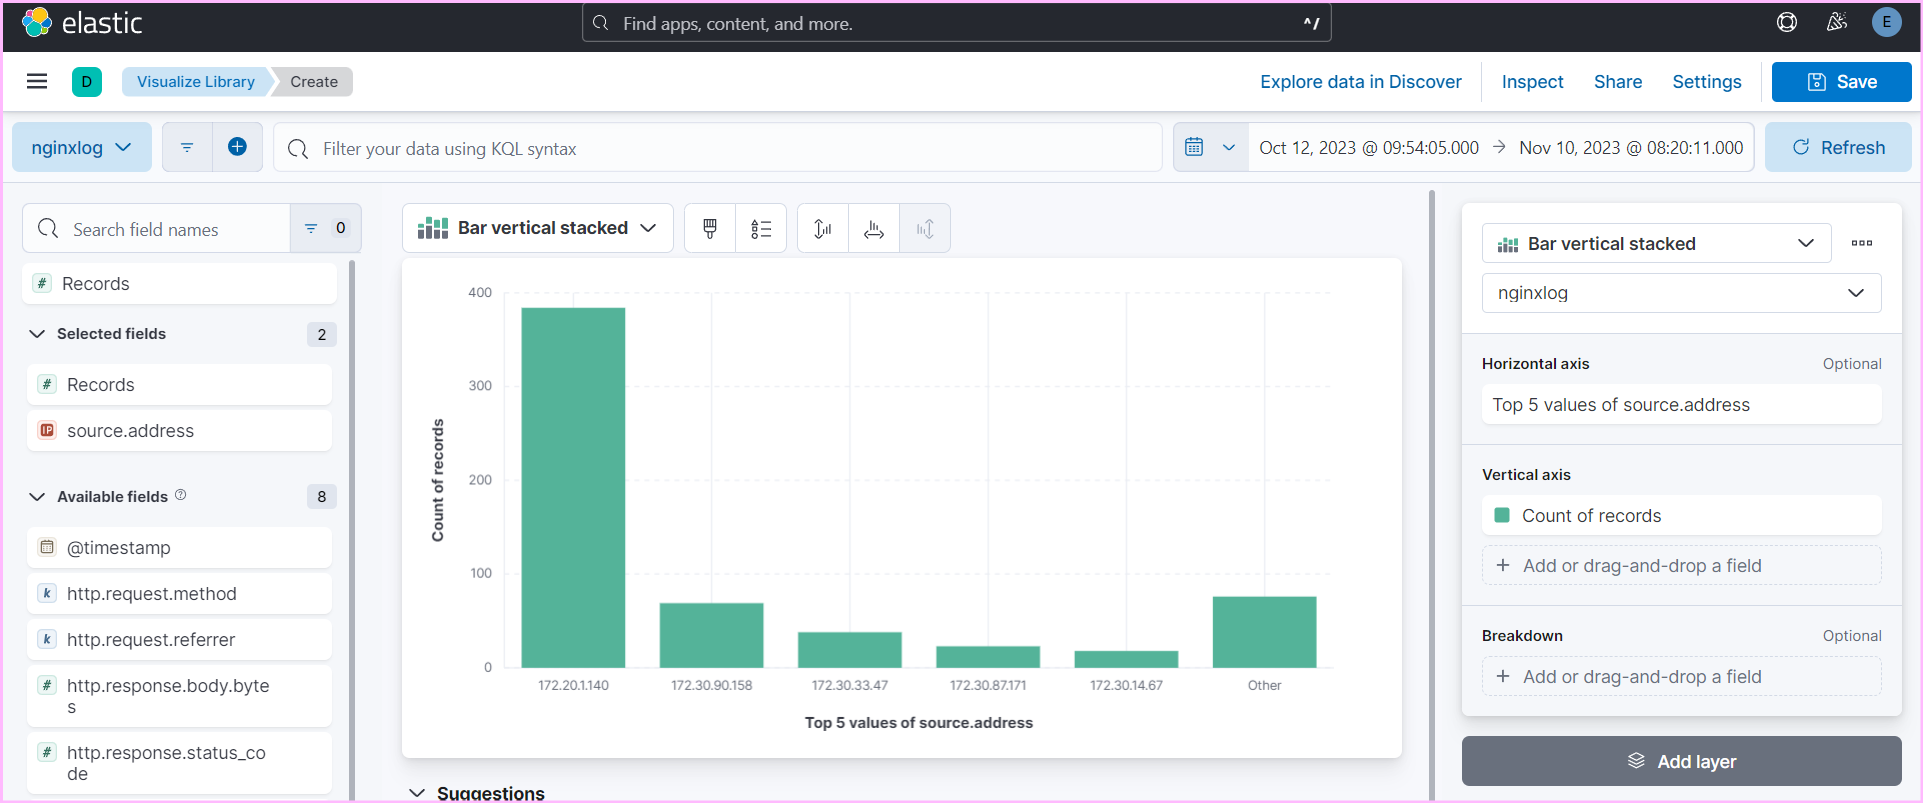 elastic
Find apps, content, and more.
^/
E
D
Visualize Library
Create
Explore data in Discover
Inspect
Share
Settings
Save
nginxlog
Filter your data using KQL syntax
Oct 12, 2023 @ 09:54:05.000 → Nov 10, 2023 @ 08:20:11.000
Refresh
Search field names
0
Records
Selected fields
2
Records
source.address
Available fields
8
@timestamp
http.request.method
http.request.referrer
http.response.body.byte
s
http.response.status_co
de
Bar vertical stacked
400
300
200
100
0
Count of records
172.20.1.140
172.30.90.158
172.30.33.47
172.30.87.171
172.30.14.67
Other
Top 5 values of source.address
Suggestions
Bar vertical stacked
nginxlog
Horizontal axis
Optional
Top 5 values of source.address
Vertical axis
Count of records
Add or drag-and-drop a field
Breakdown
Optional
Add or drag-and-drop a field
Add layer